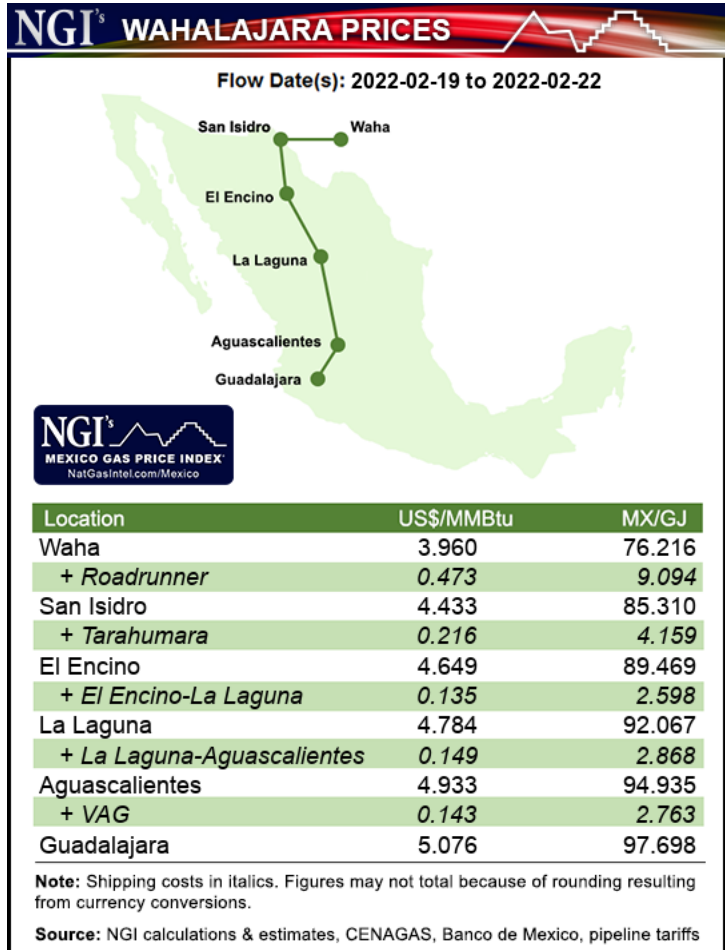 NGI's WAHALAJARA PRICES
Flow Date(s): 2022-02-19 to 2022-02-22
San Isidro Waha
El Encino
La Laguna
Aguascalientes
Guadalajara
NGI's
MEXICO GAS PRICE INDEX
NatGasIntel.com/Mexico
Location US$/MMBtu MX/GJ
Waha 3.960 76.216
+ Roadrunner 0.473 9.094
San Isidro 4.433 85.310
+ Tarahumara 0.216 4.159
El Encino 4.649 89.469
+ El Encino-La Laguna 0.135 2.598
La Laguna 4.784 92.067
+ La Laguna-Aguascalientes 0.149 2.868
Aguascalientes 4.933 94.935
+ VAG 0.143 2.763
Guadalajara 5.076 97.698
Note: Shipping costs in italics. Figures may not total because of rounding resulting
from currency conversions.
Source: NGI calculations & estimates, CENAGAS, Banco de Mexico, pipeline tariffs